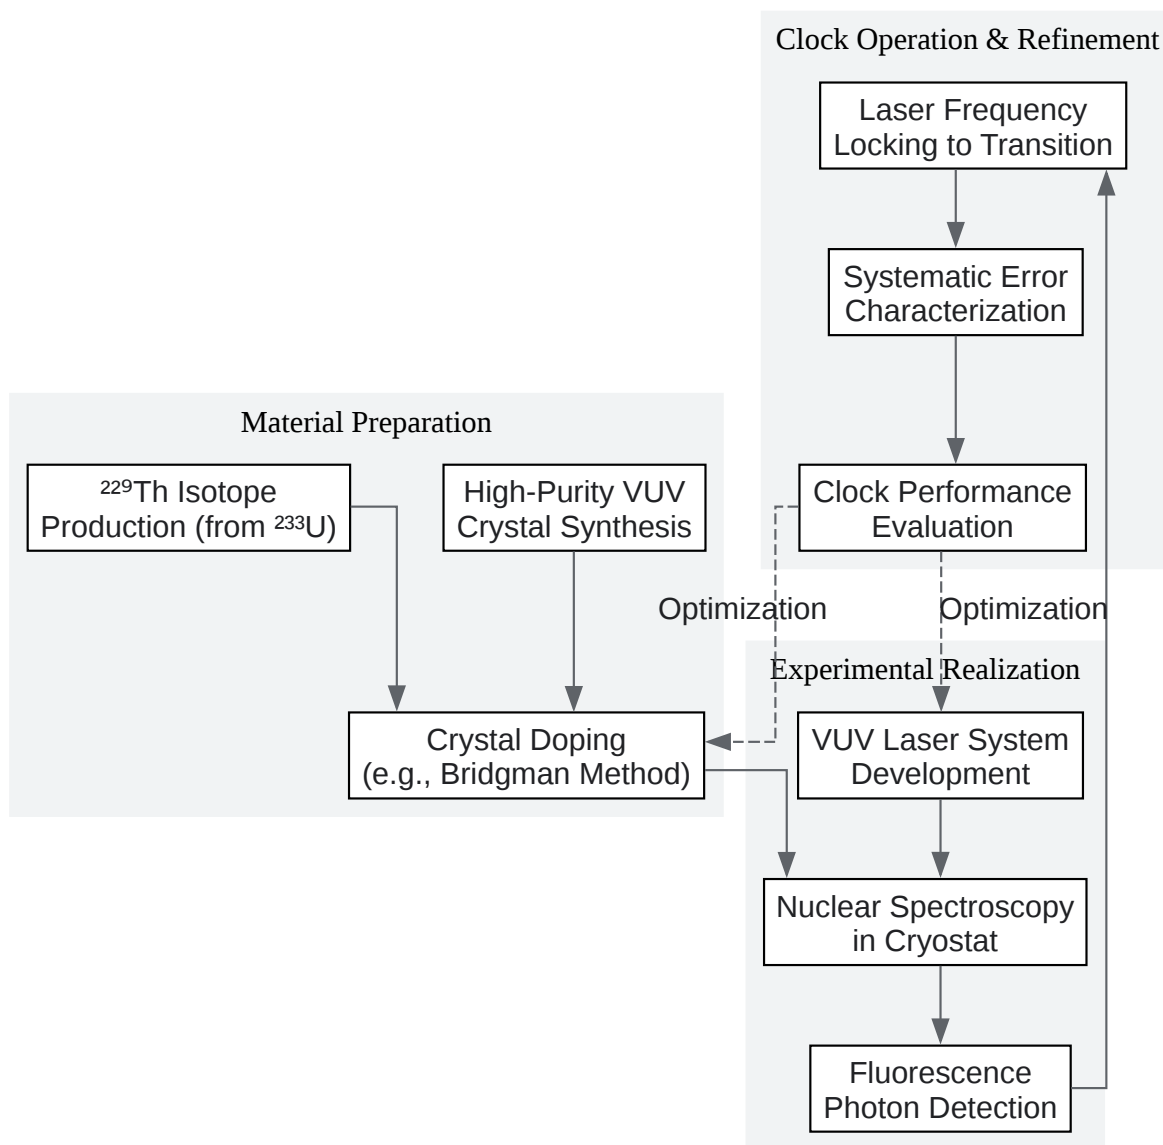 Clock Operation & Refinement
Laser Frequency
Locking to Transition
Systematic Error
Characterization
Material Preparation
²²⁹Th Isotope
Production (from ²³³U)
High-Purity VUV
Crystal Synthesis
Clock Performance
Evaluation
Optimization
Optimization
Experimental Realization
Crystal Doping
(e.g., Bridgman Method)
VUV Laser System
Development
Nuclear Spectroscopy
in Cryostat
Fluorescence
Photon Detection